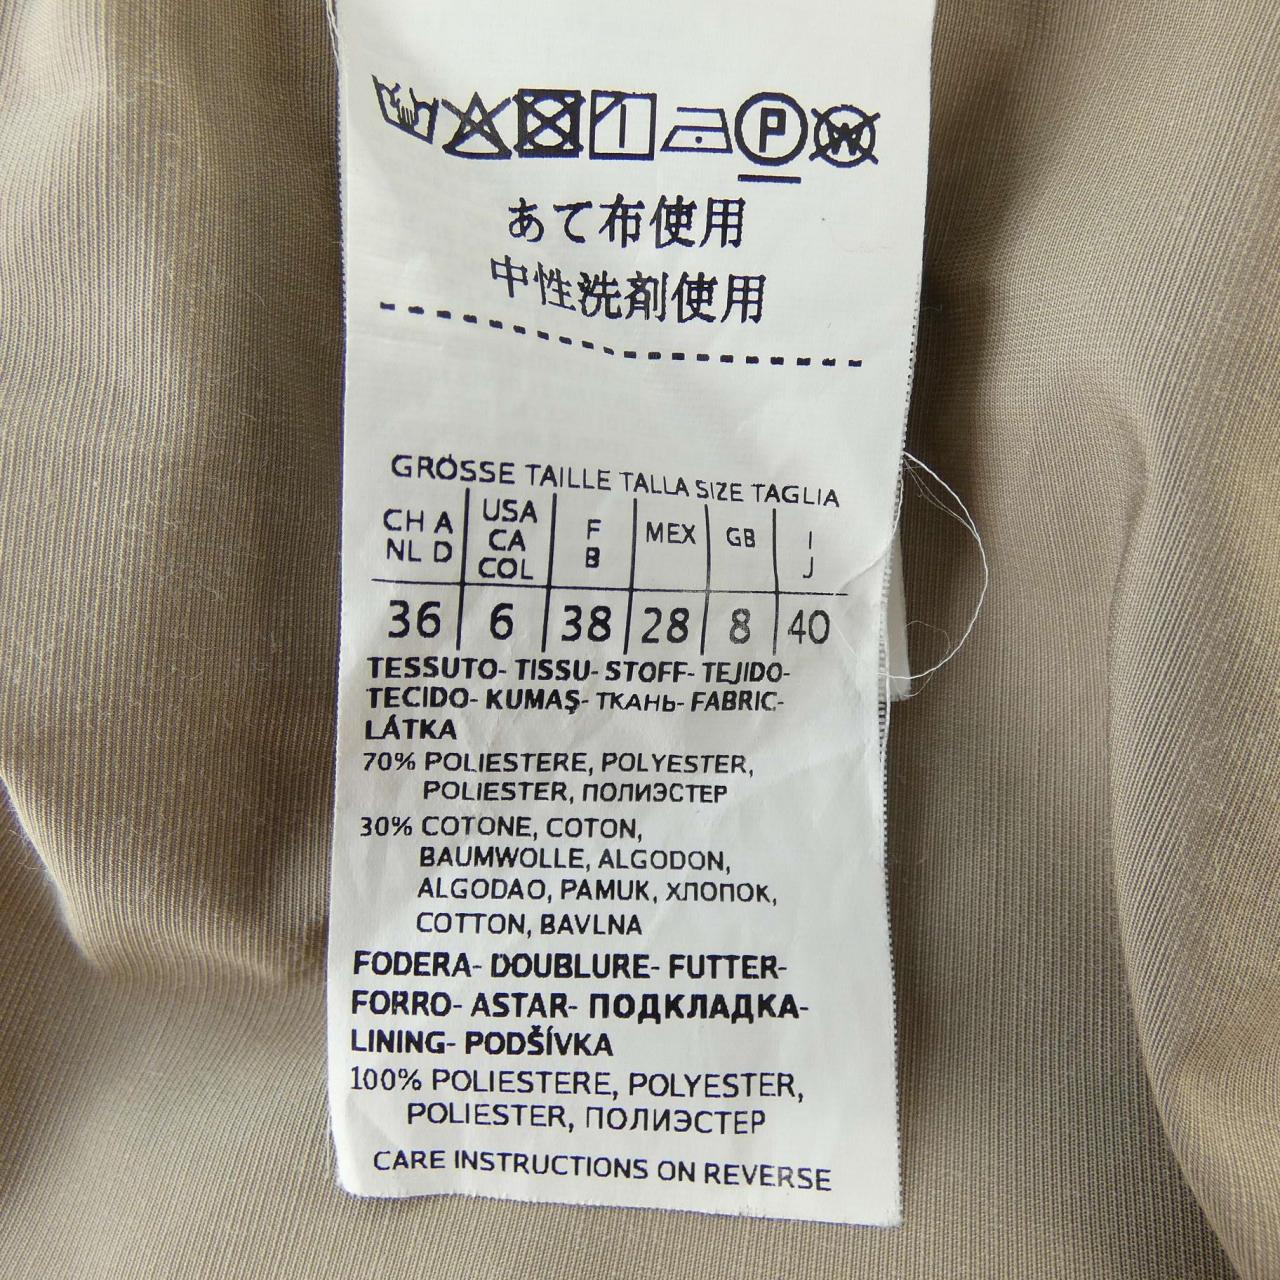 P W
あて布使用
中性洗剤使用
GRÖSSE TAILLE TALLA SIZE TAGLIA
CH A NL D USA CA COL F B MEX GB I J
36 6 38 28 8 40
TESSUTO- TISSU- STOFF- TEJIDO-
TECIDO- KUMAŞ- ТКАНЬ- FABRIC-
LÁTKA
70% POLIESTERE, POLYESTER,
POLIESTER, ПОЛИЭСТЕР
30% COTONE, COTON,
BAUMWOLLE, ALGODON,
ALGODAO, PAMUK, ХЛОПОК,
COTTON, BAVLNA
FODERA- DOUBLURE- FUTTER-
FORRO- ASTAR- ПОДКЛАДКА-
LINING- PODŠÍVKA
100% POLIESTERE, POLYESTER,
POLIESTER, ПОЛИЭСТЕР
CARE INSTRUCTIONS ON REVERSE